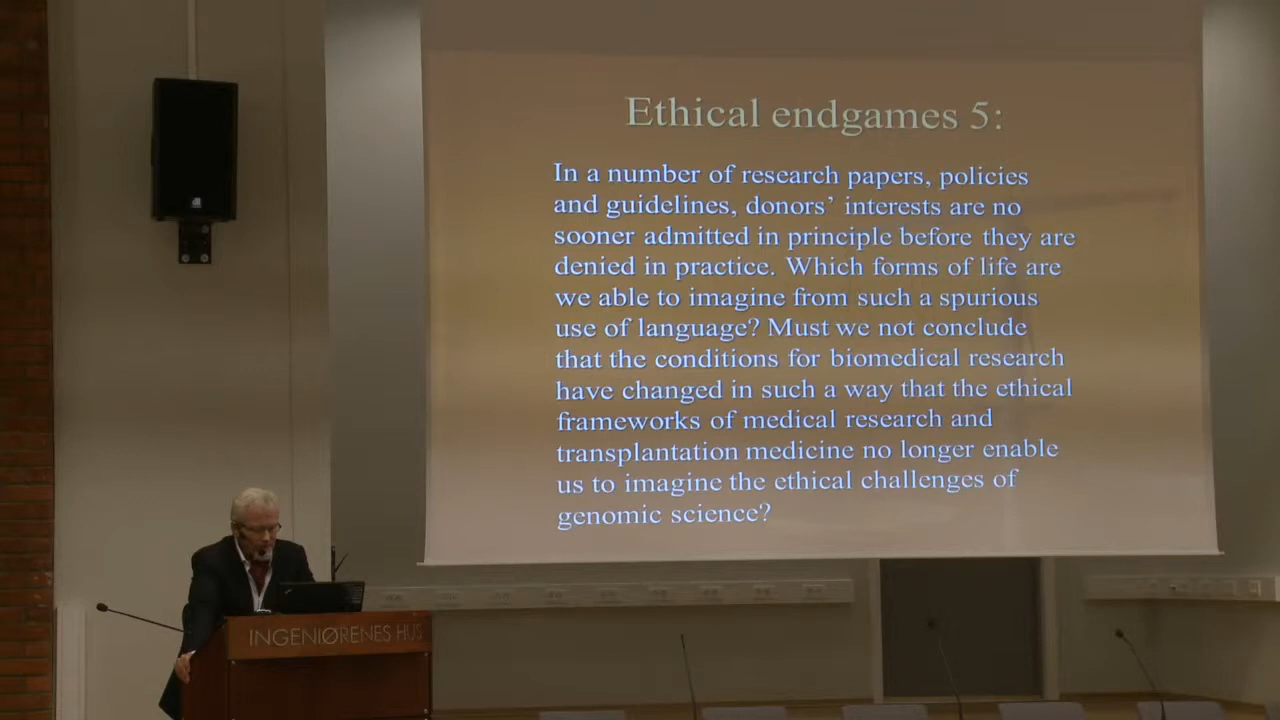 Ethical endgames 5:
In a number of research papers, policies
and guidelines, donors’ interests are no
sooner admitted in principle before they are
denied in practice. Which forms of life are
we able to imagine from such a spurious
use of language? Must we not conclude
that the conditions for biomedical research
have changed in such a way that the ethical
frameworks of medical research and
transplantation medicine no longer enable
us to imagine the ethical challenges of
genomic science?
INGENIØRENES HUS